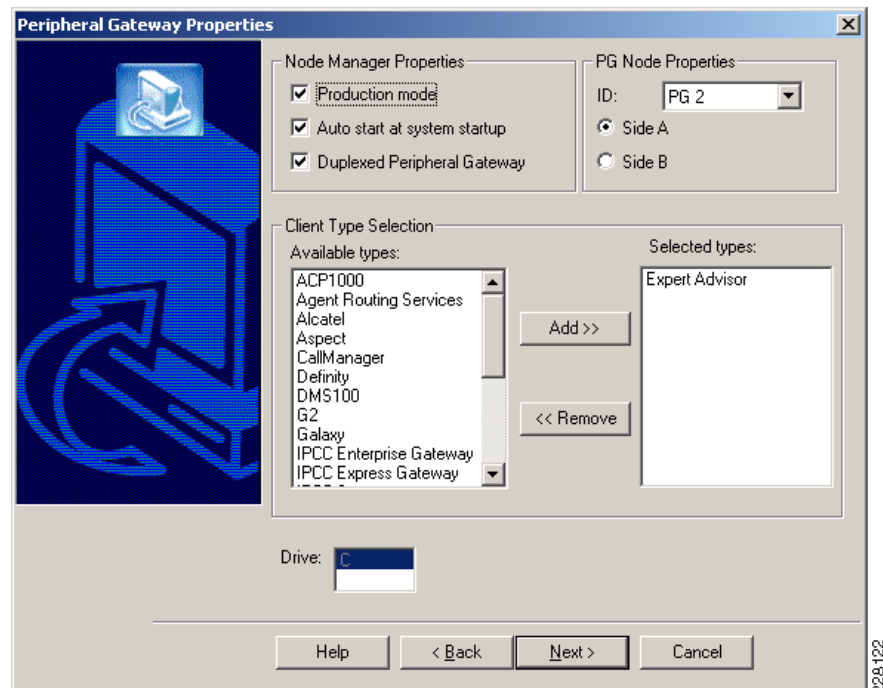 Peripheral Gateway Properties
Node Manager Properties
Production mode
Auto start at system startup
Duplexed Peripheral Gateway
PG Node Properties
ID: PG 2
Side A
Side B
Client Type Selection
Available types:
ACP1000
Agent Routing Services
Alcatel
Aspect
CallManager
Definity
DMS100
G2
Galaxy
IPCC Enterprise Gateway
IPCC Express Gateway
Add >>
<< Remove
Selected types:
Expert Advisor
Drive: C
Help
< Back
Next >
Cancel